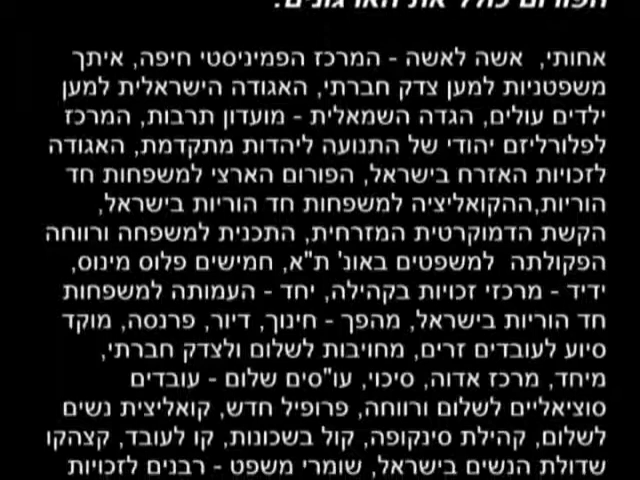 הפורום כולל את הארגונים:
אחותי, אשה לאשה - המרכז הפמיניסטי חיפה, איתך
משפטניות למען צדק חברתי, האגודה הישראלית למען
ילדים עולים, הגדה השמאלית - מועדון תרבות, המרכז
לפלורליזם יהודי של התנועה ליהדות מתקדמת, האגודה
לזכויות האזרח בישראל, הפורום הארצי למשפחות חד
הוריות,ההקואליציה למשפחות חד הוריות בישראל,
הקשת הדמוקרטית המזרחית, התכנית למשפחה ורווחה
הפקולתה למשפטים באונ' ת"א, חמישים פלוס מינוס,
ידיד - מרכזי זכויות בקהילה, יחד - העמותה למשפחות
חד הוריות בישראל, מהפך - חינוך, דיור, פרנסה, מוקד
סיוע לעובדים זרים, מחויבות לשלום ולצדק חברתי,
מיחד, מרכז אדוה, סיכוי, עו"סים שלום - עובדים
סוציאליים לשלום ורווחה, פרופיל חדש, קואליצית נשים
לשלום, קהילת סינקופה, קול בשכונות, קו לעובד, קצהקו
שדולת הנשים בישראל, שומרי משפט - רבנים לזכויות